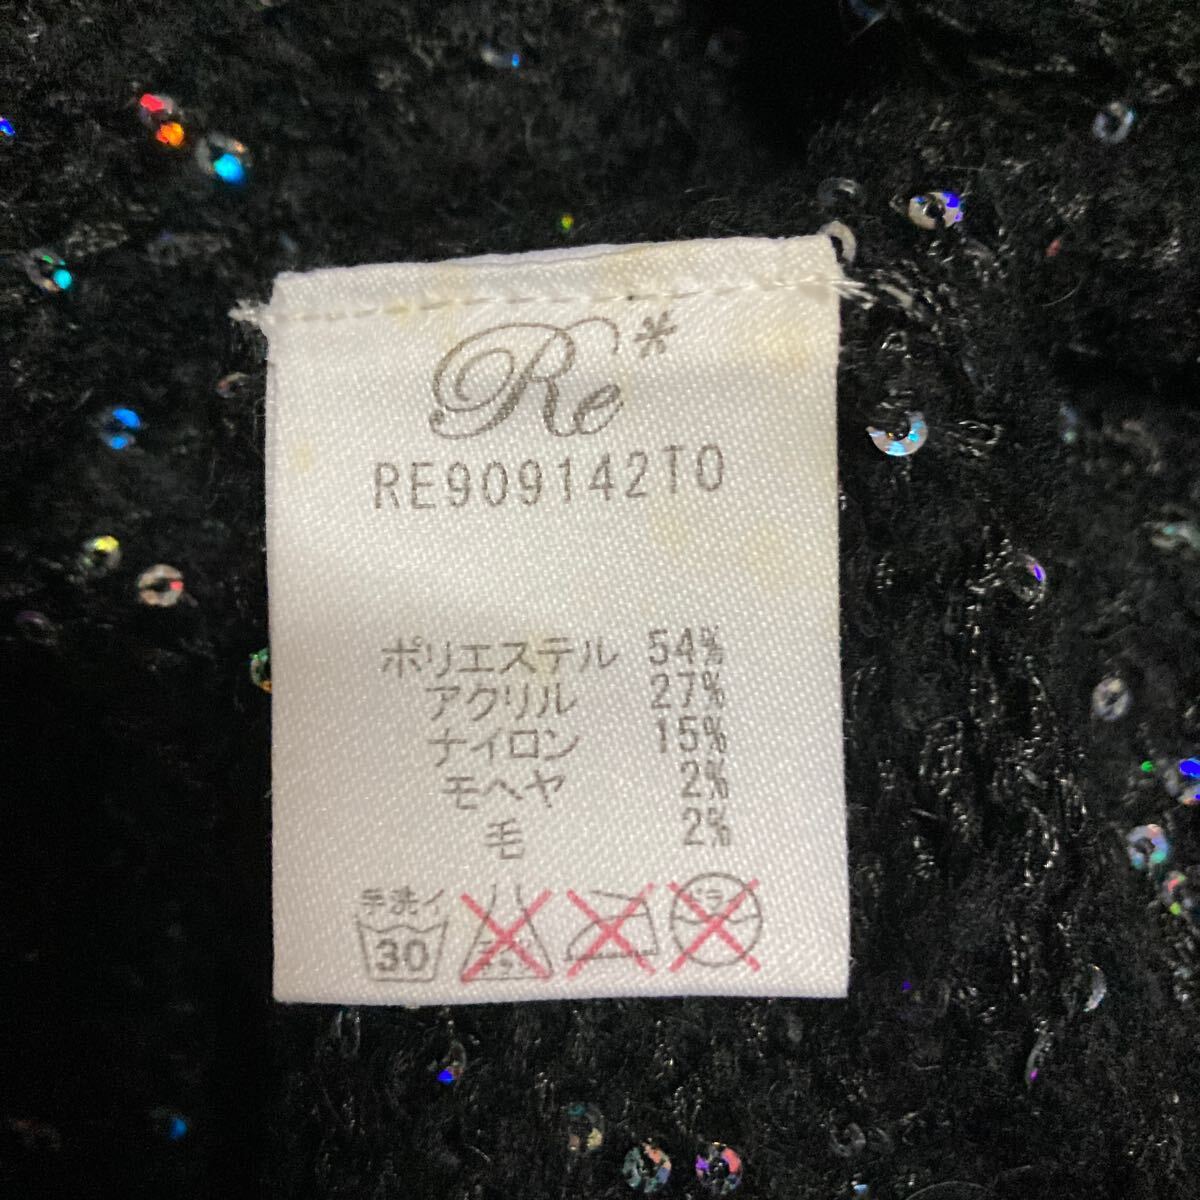 Re*
RE909142TO
ポリエステル 54%
アクリル 27%
ナイロン 15%
モヘヤ 2%
毛 2%
手洗イ
30